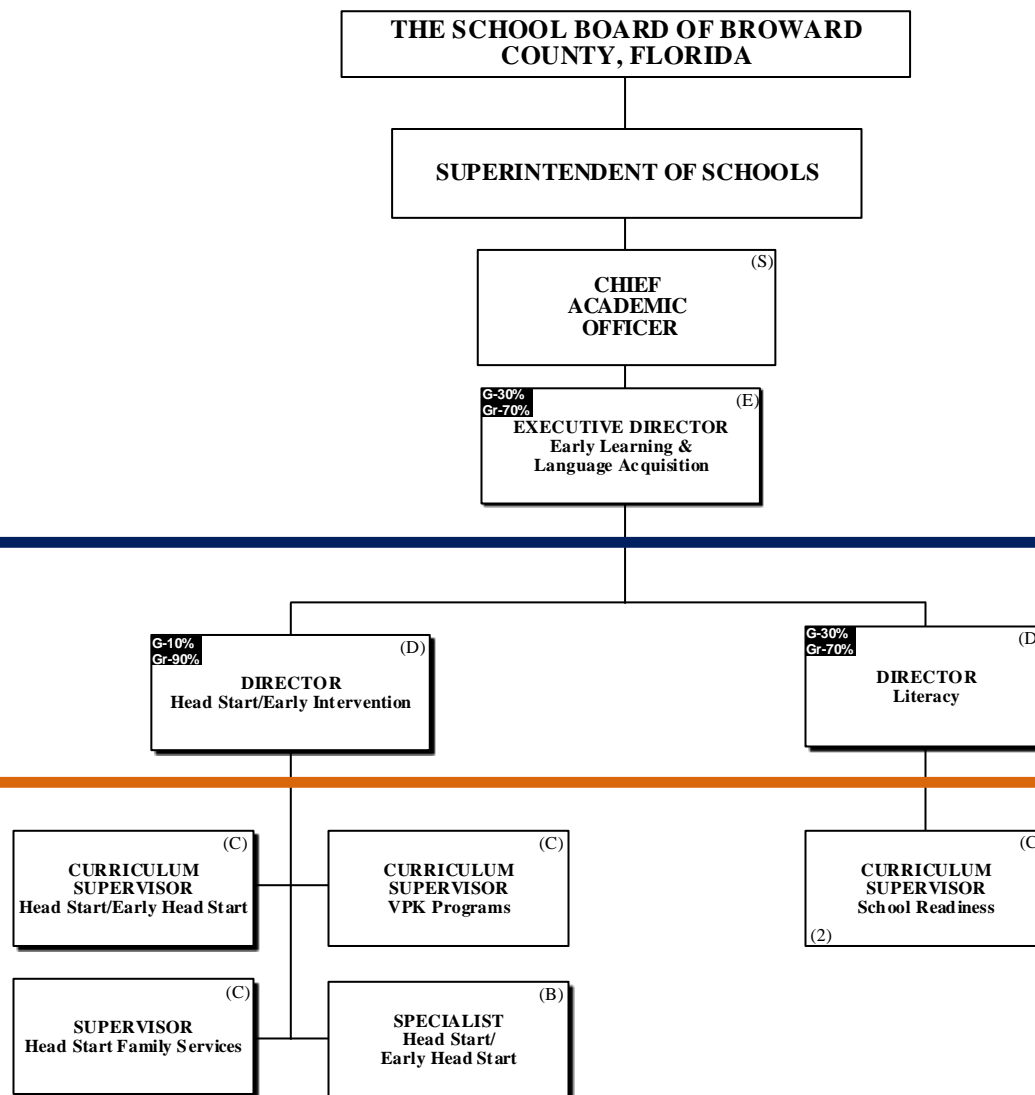 THE SCHOOL BOARD OF BROWARD
COUNTY, FLORIDA
SUPERINTENDENT OF SCHOOLS
(S)
CHIEF
ACADEMIC
OFFICER
G-30%
Gr-70%
(E)
EXECUTIVE DIRECTOR
Early Learning &
Language Acquisition
G-10%
Gr-90%
(D)
DIRECTOR
Head Start/Early Intervention
G-30%
Gr-70%
(D
DIRECTOR
Literacy
(C)
CURRICULUM
SUPERVISOR
Head Start/Early Head Start
(C)
CURRICULUM
SUPERVISOR
VPK Programs
(C
CURRICULUM
SUPERVISOR
School Readiness
(2)
(C)
SUPERVISOR
Head Start Family Services
(B)
SPECIALIST
Head Start/
Early Head Start